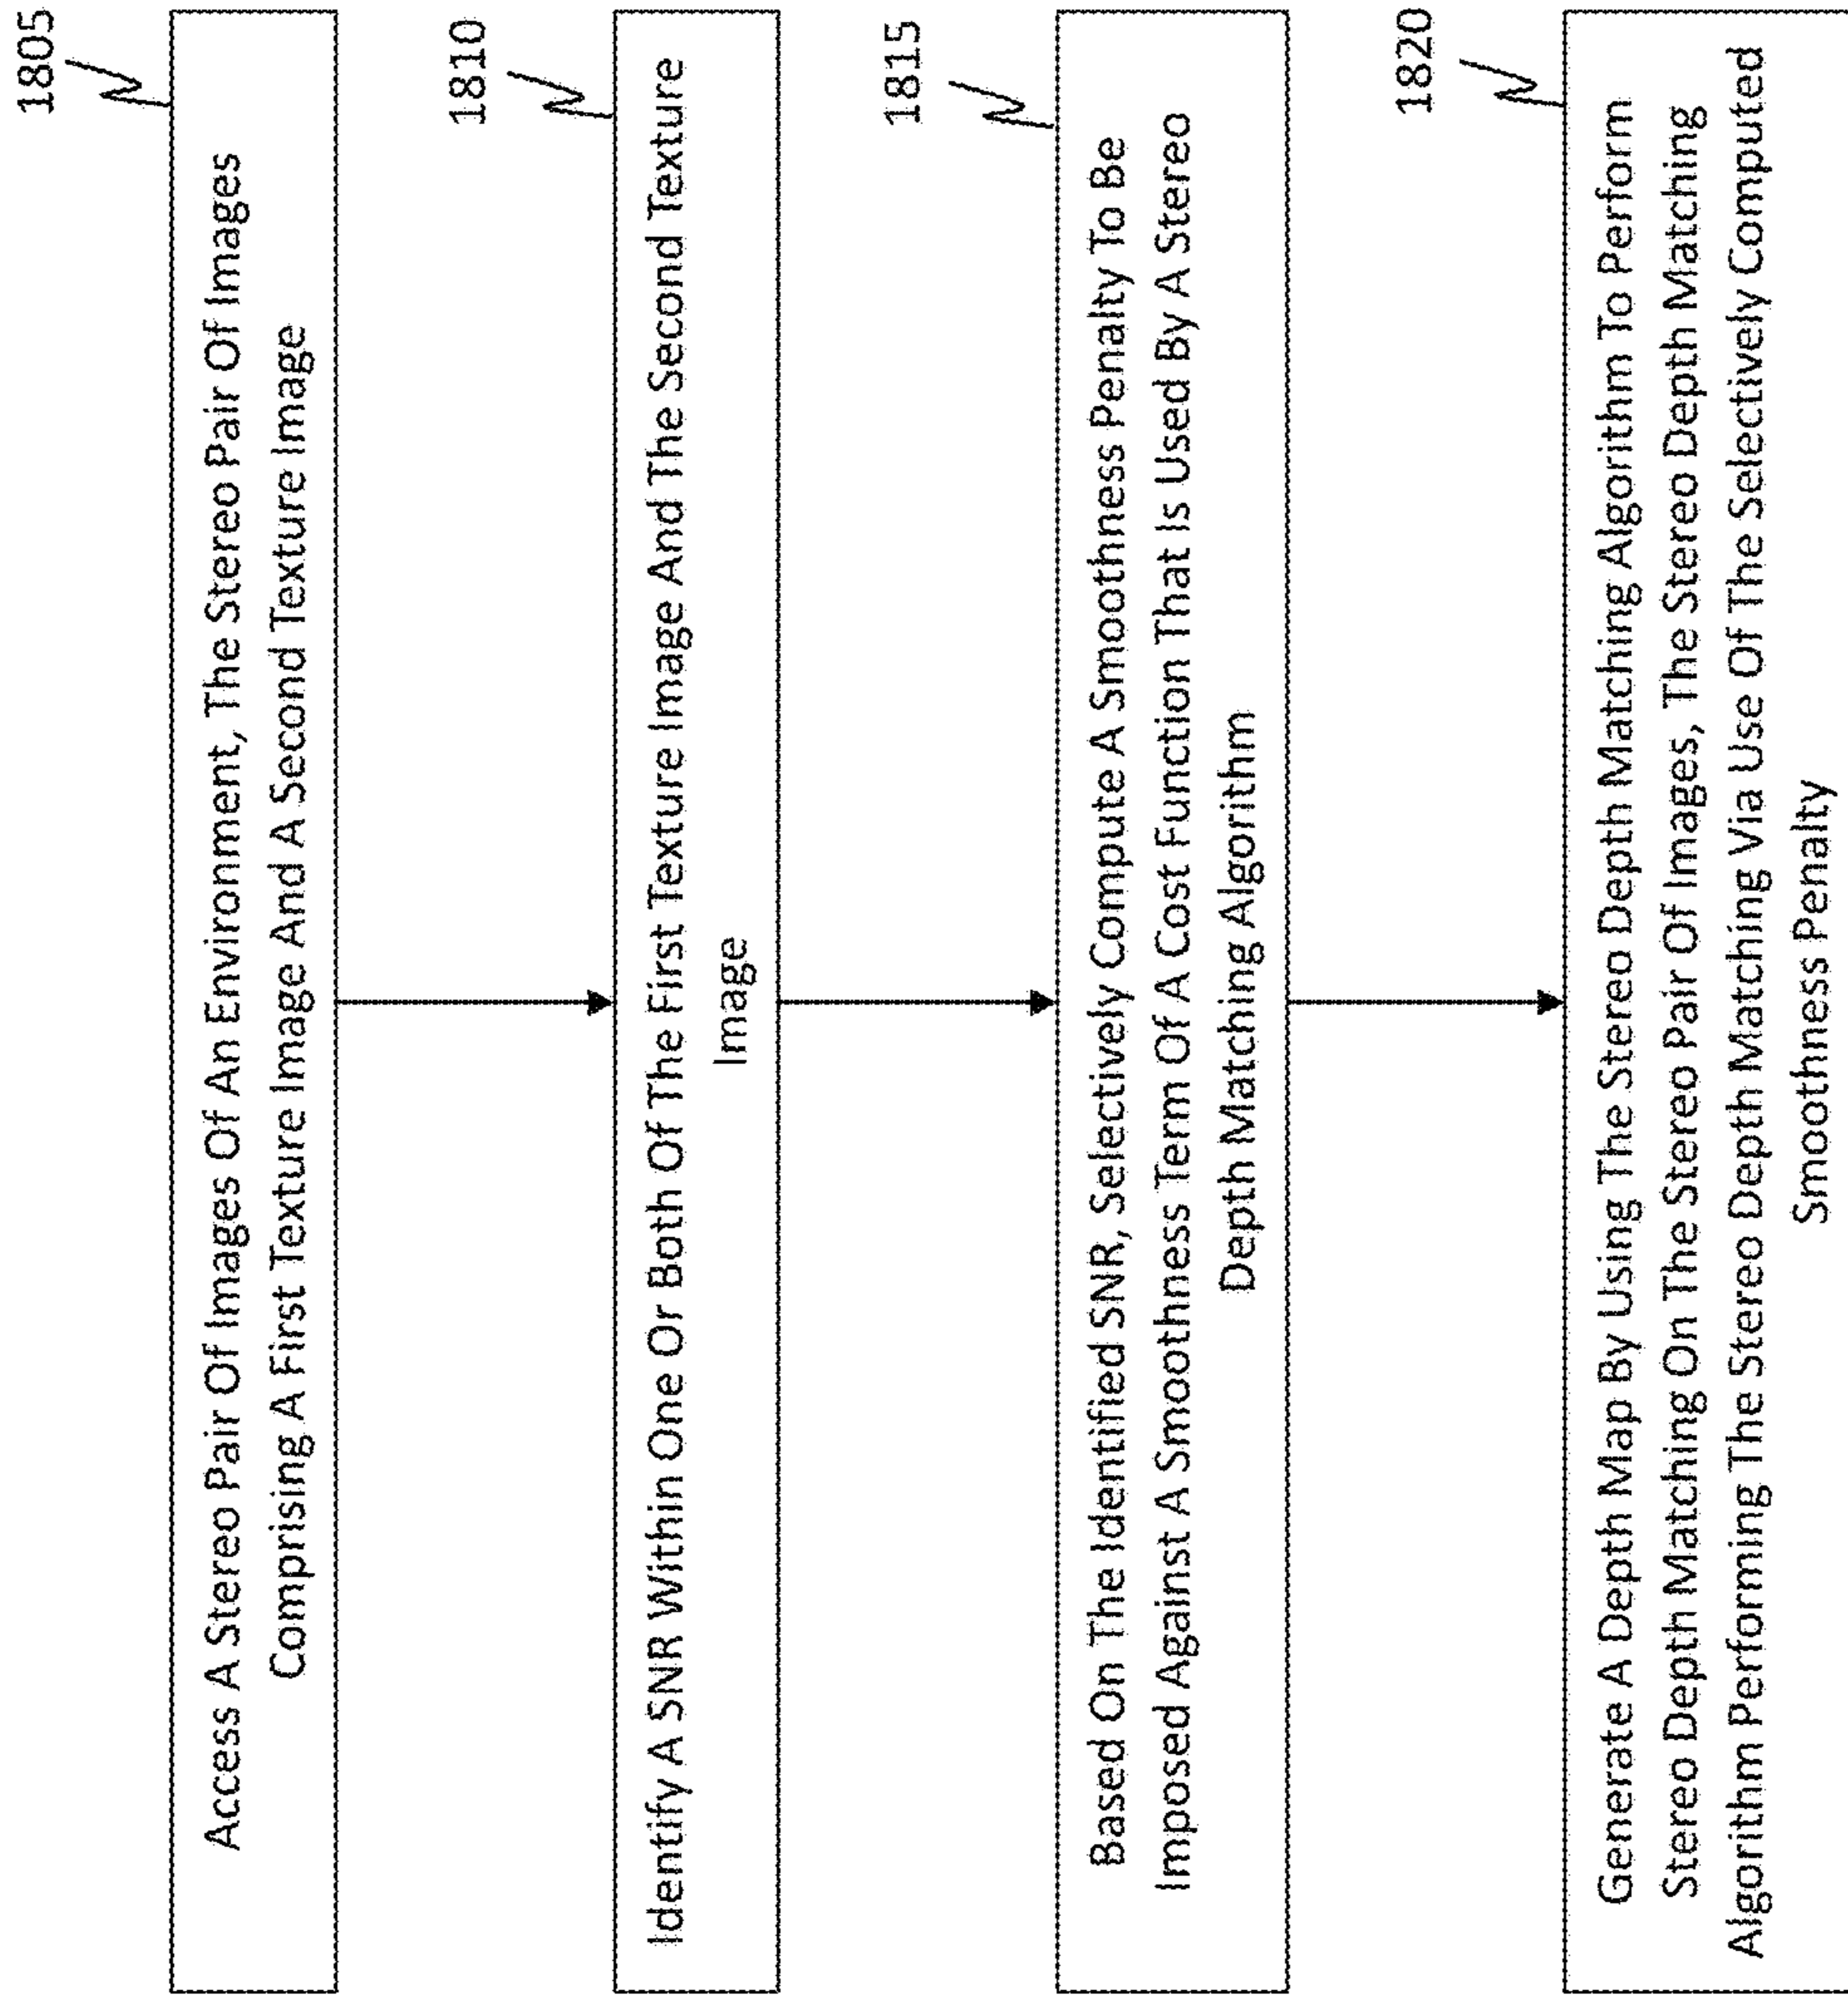 1805
Access A Stereo Pair Of Images Of An Environment, The Stereo Pair Of Images
Comprising A First Texture Image And A Second Texture Image
1810
Identify A SNR Within One Or Both Of The First Texture Image And The Second Texture
Image
1815
Based On The Identified SNR, Selectively Compute A Smoothness Penalty To Be
Imposed Against A Smoothness Term Of A Cost Function That Is Used By A Stereo
Depth Matching Algorithm
1820
Generate A Depth Map By Using The Stereo Depth Matching Algorithm To Perform
Stereo Depth Matching On The Stereo Pair Of Images, The Stereo Depth Matching
Algorithm Performing The Stereo Depth Matching Via Use Of The Selectively Computed
Smoothness Penalty